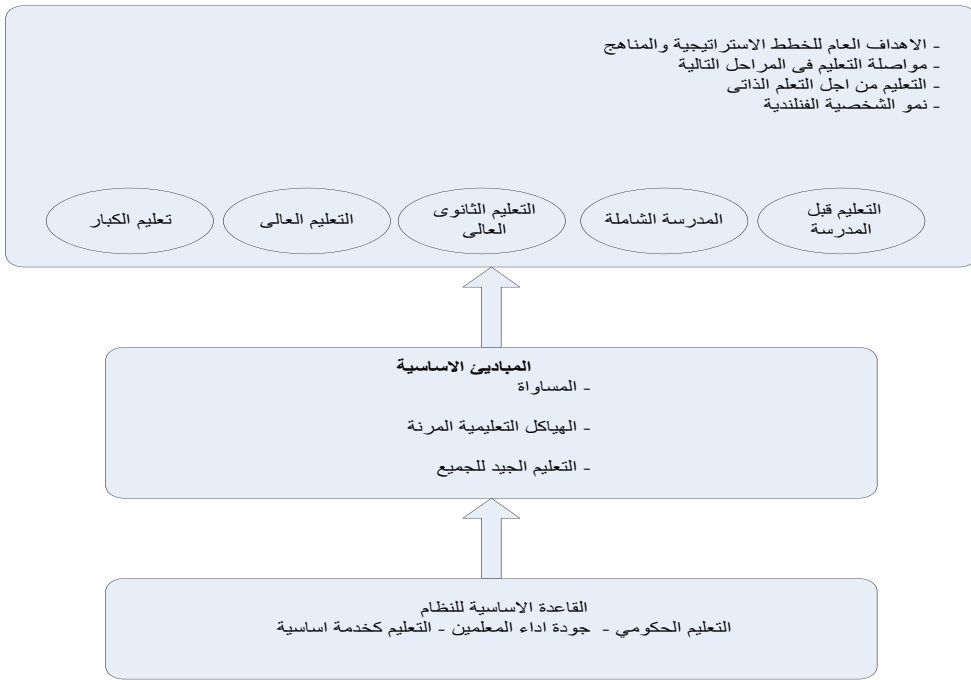 - الاهداف العام للخطط الاستراتيجية والمناهج
- مواصلة التعليم فى المراحل التالية
- التعليم من اجل التعلم الذاتى
- نمو الشخصية الفنلندية
التعليم قبل
المدرسة
المدرسة الشاملة
التعليم الثانوى
العالى
التعليم العالى
تعليم الكبار
المباديئ الاساسية
- المساواة
- الهياكل التعليمية المرنة
- التعليم الجيد للجميع
القاعدة الاساسية للنظام
التعليم الحكومي - جودة اداء المعلمين - التعليم كخدمة اساسية